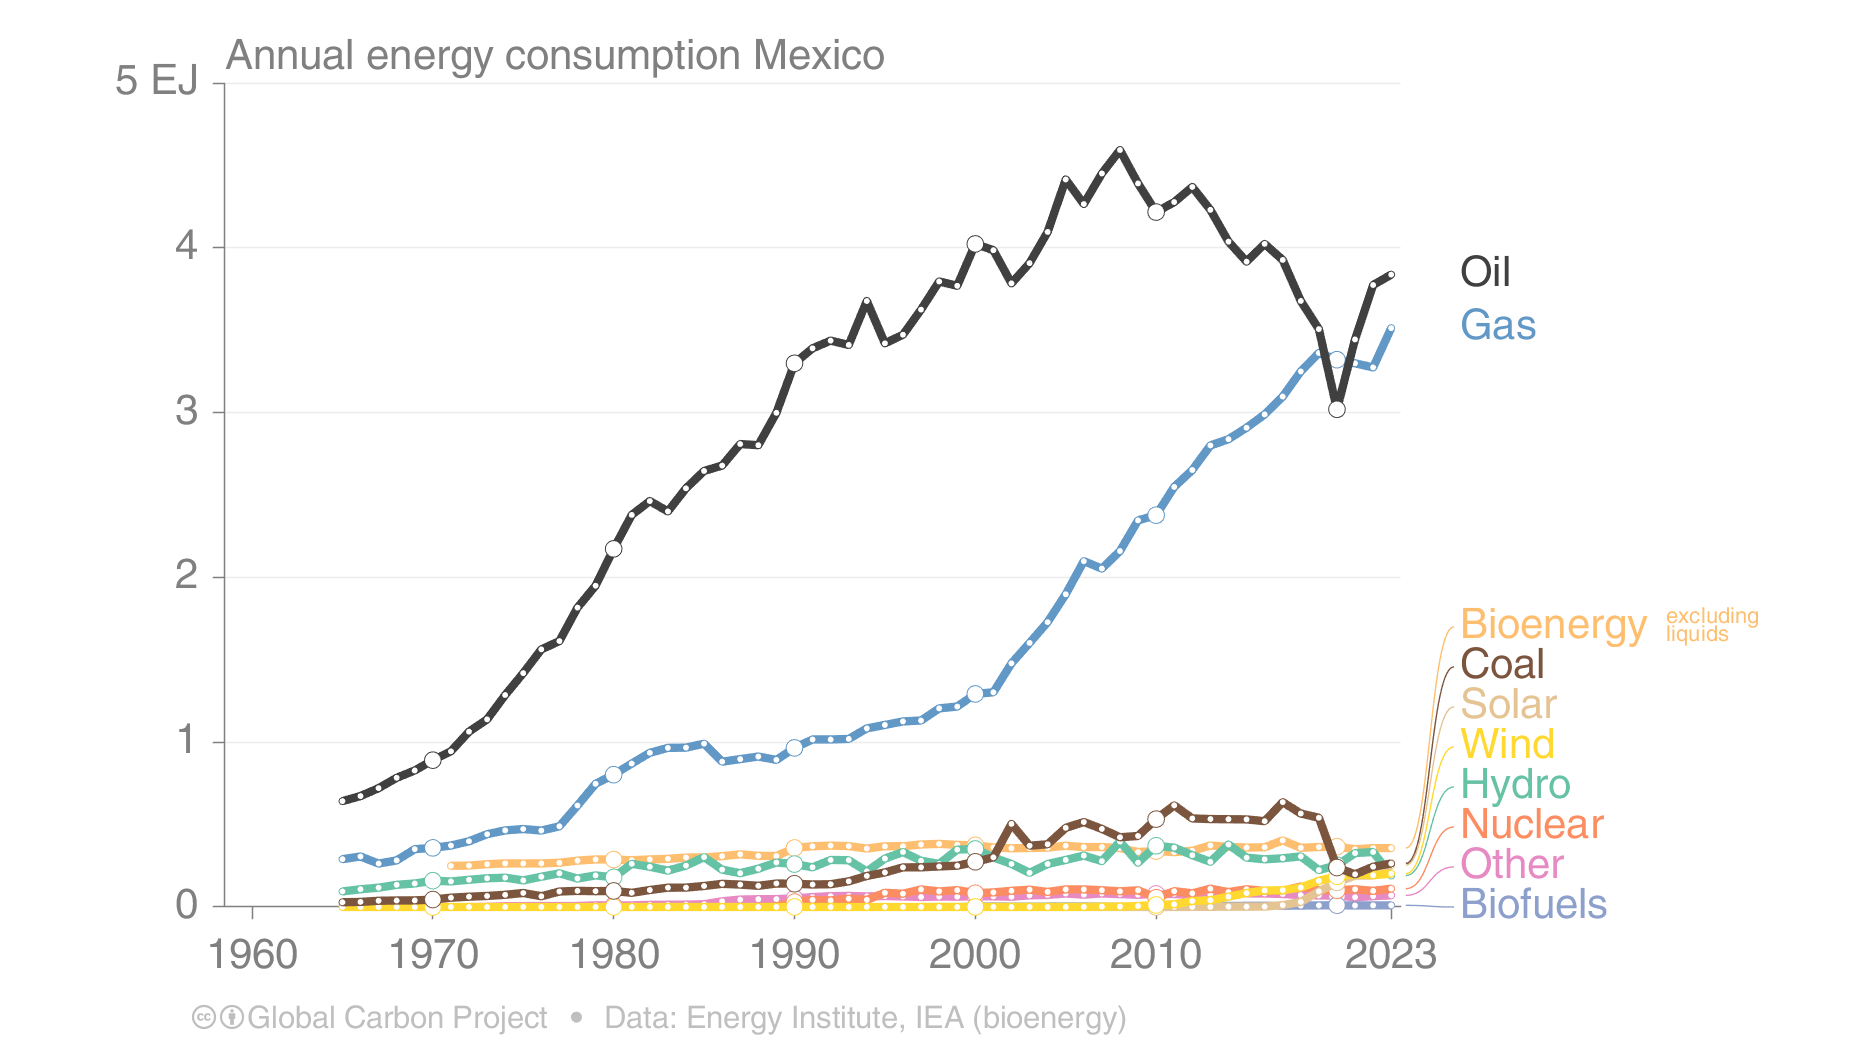 Annual energy consumption Mexico
5 EJ
4
3
2
1
0
1960 1970 1980 1990 2000 2010 2023
Oil
Gas
Bioenergy excluding liquids
Coal
Solar
Wind
Hydro
Nuclear
Other
Biofuels
cc Global Carbon Project • Data: Energy Institute, IEA (bioenergy)